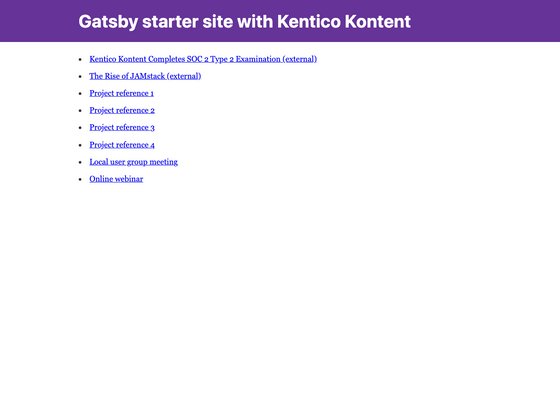 Gatsby starter site with Kentico Kontent
Kentico Kontent Completes SOC 2 Type 2 Examination (external)
The Rise of JAMstack (external)
Project reference 1
Project reference 2
Project reference 3
Project reference 4
Local user group meeting
Online webinar